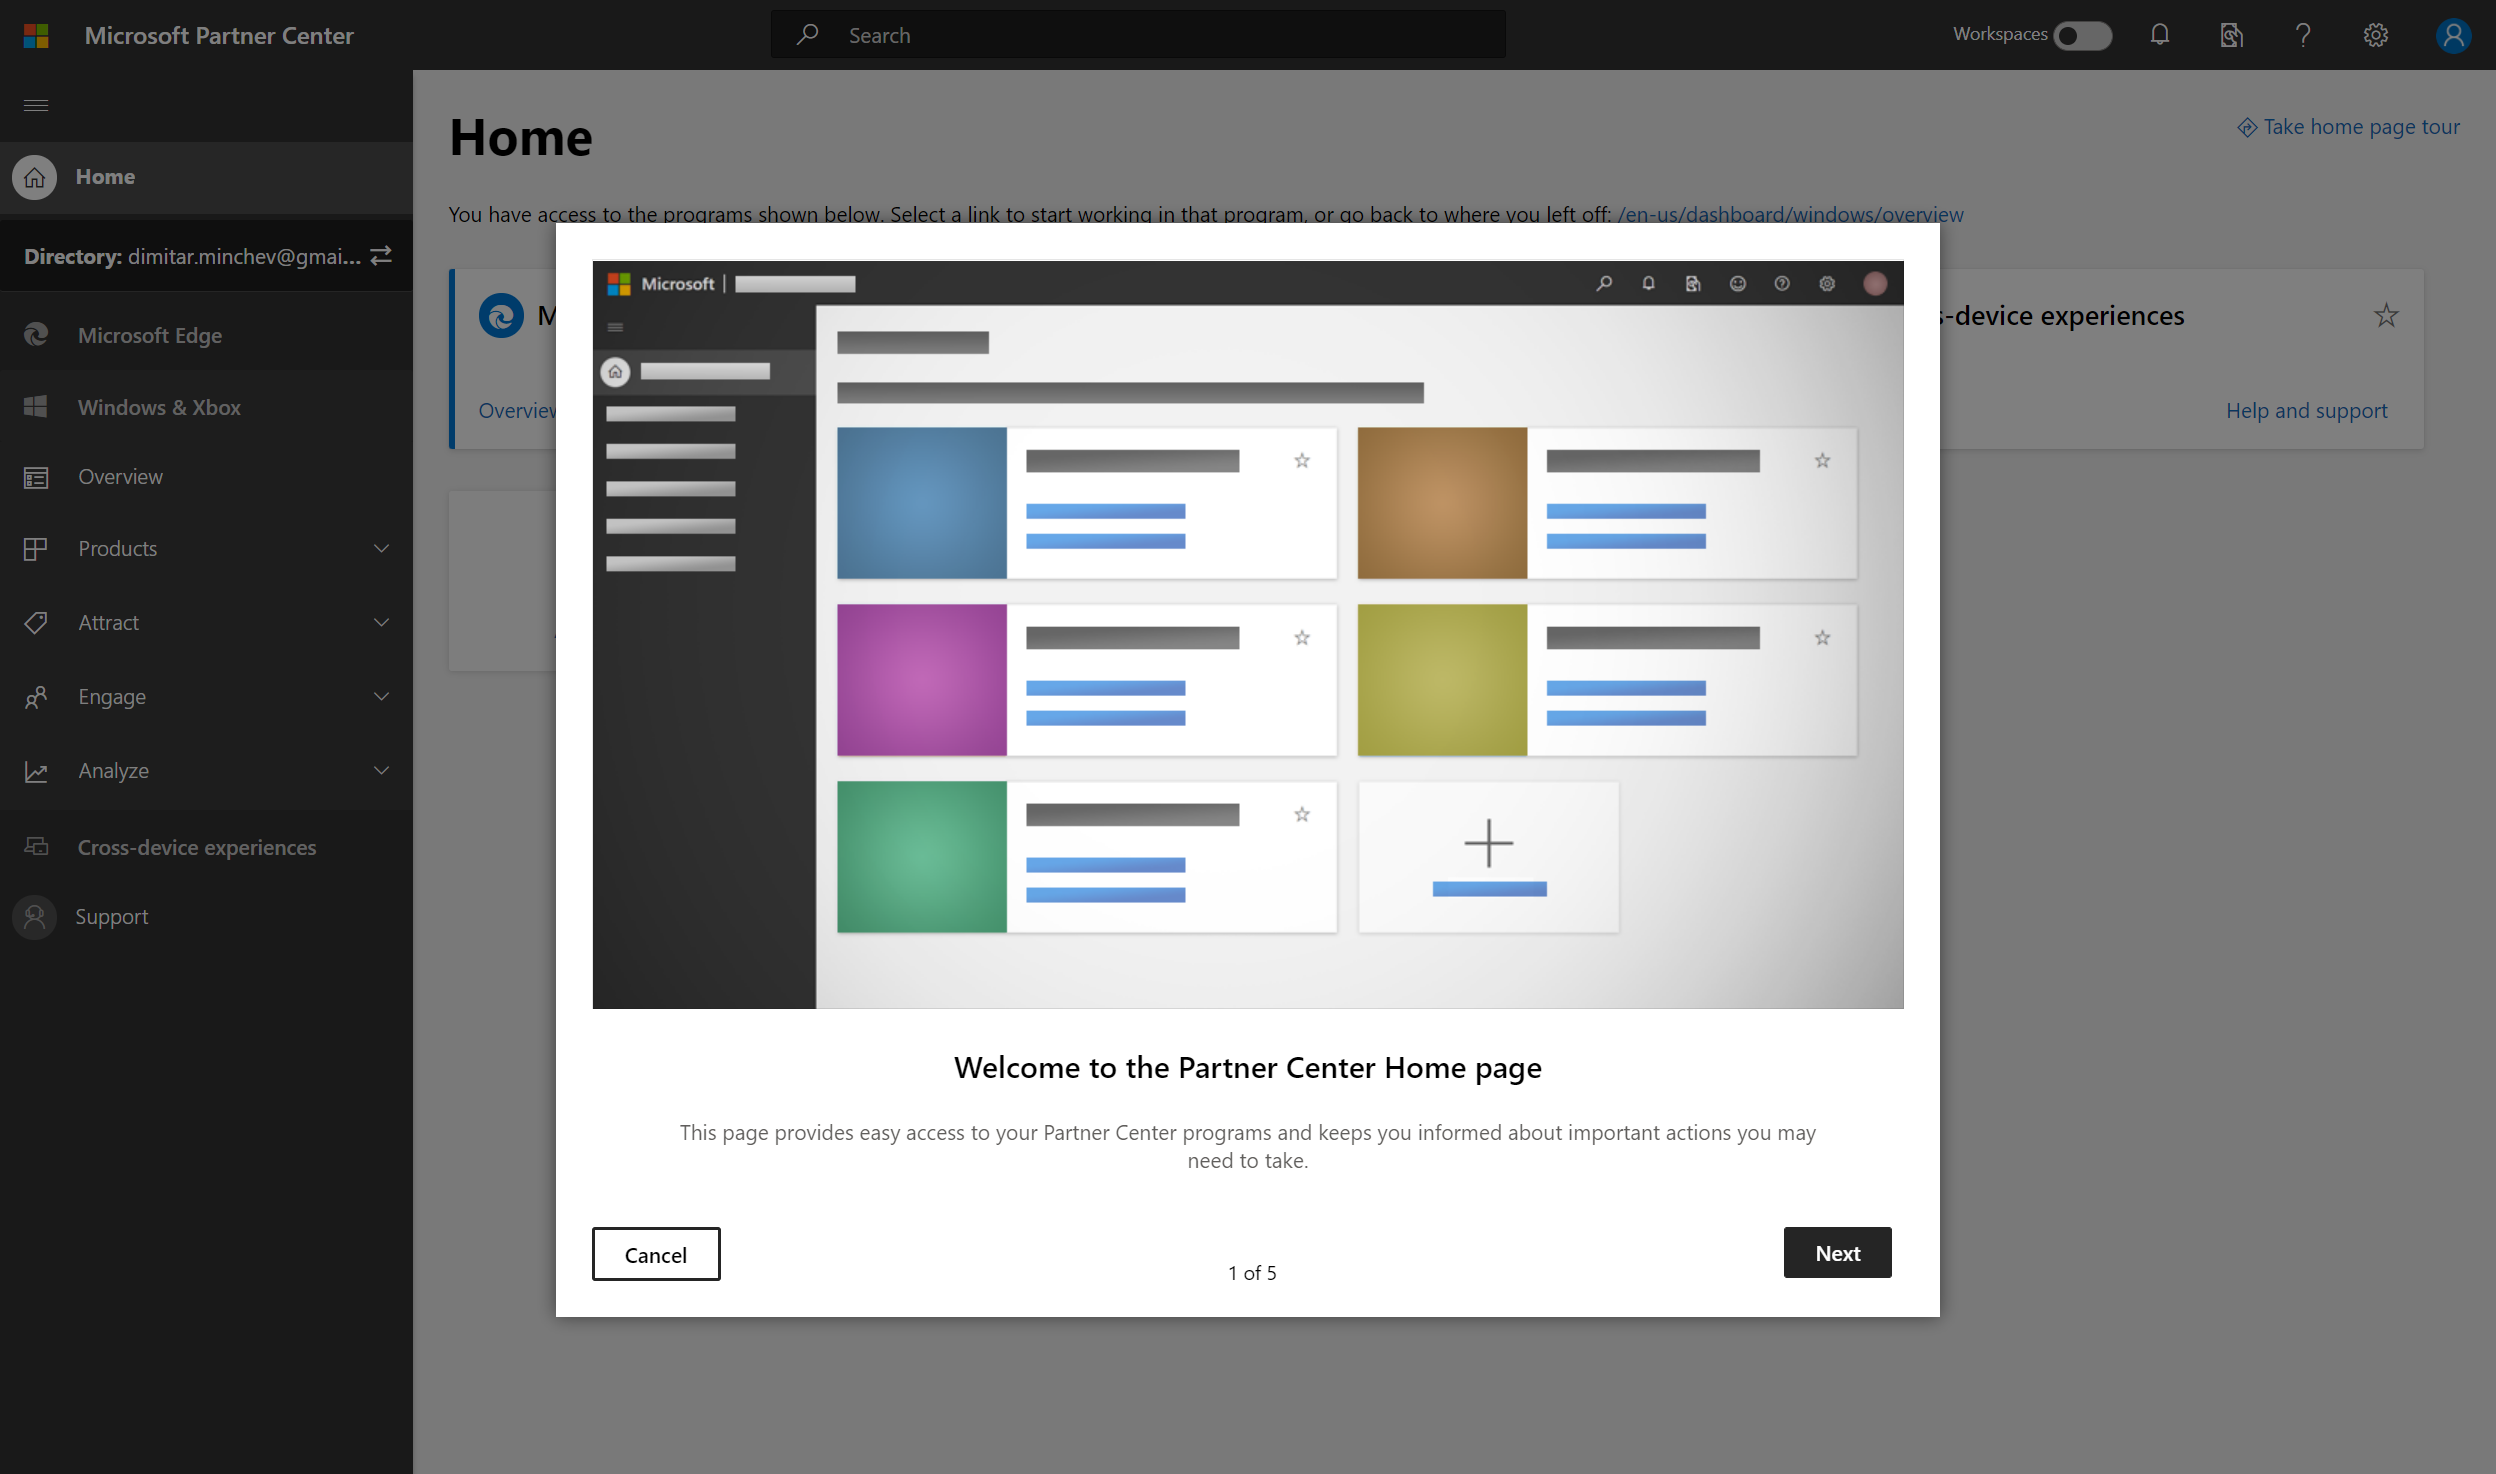 Microsoft Partner Center
Search
Workspaces
Home
Take home page tour
Home
You have access to the programs shown below. Select a link to start working in that program, or go back to where you left off: /en-us/dashboard/windows/overview
Directory: dimitar.minchev@gmai...
Microsoft Edge
Windows & Xbox
Overview
Products
Attract
Engage
Analyze
Cross-device experiences
Support
Overview
-device experiences
Help and support
Microsoft
Welcome to the Partner Center Home page
This page provides easy access to your Partner Center programs and keeps you informed about important actions you may
need to take.
Cancel
1 of 5
Next